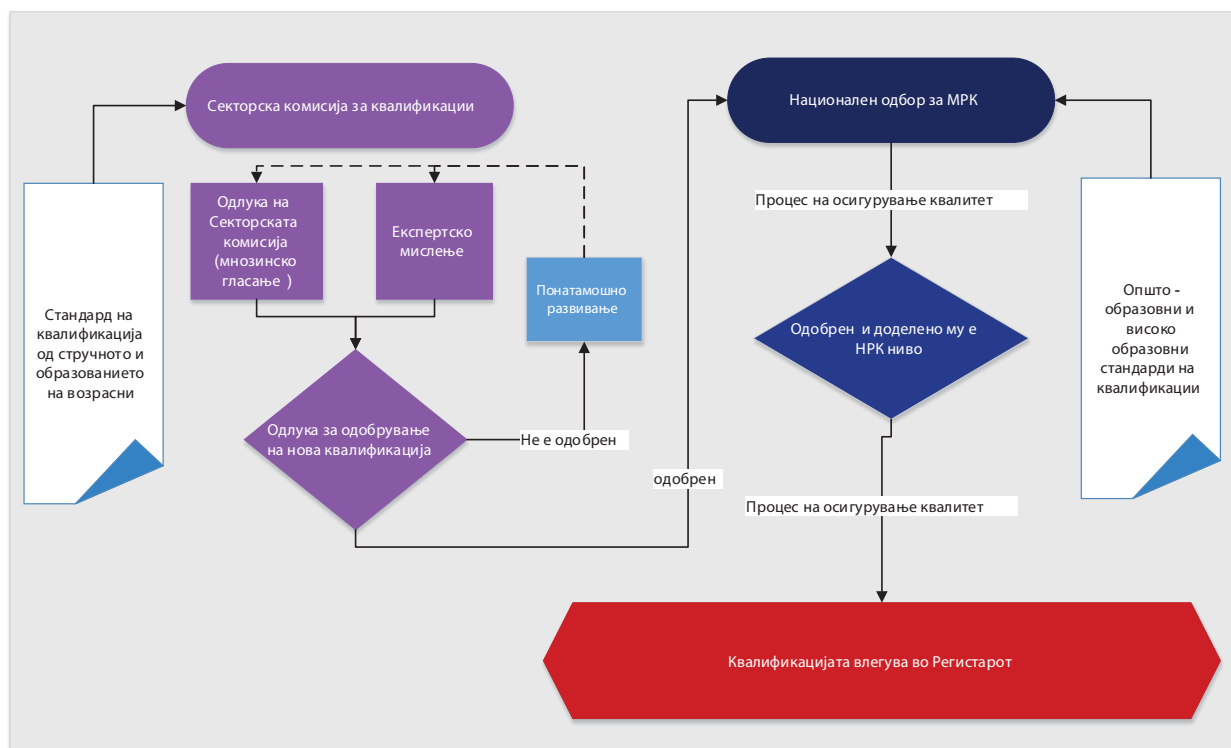 Секторска комисија за квалификации
Национален одбор за МРК
Одлука на
Секторската
комисија
(мнозинско
гласање )
Експертско
мислење
Понатамошно
развивање
Стандард на
квалификација
од стручното и
образованието
на возрасни
Одлука за одобрување
на нова квалификација
Не е одобрен
одобрен
Процес на осигурување квалитет
Одобрен и доделено му е
НРК ниво
Процес на осигурување квалитет
Општо -
образовни и
високо
образовни
стандарди на
квалификации
Квалификацијата влегува во Регистарот